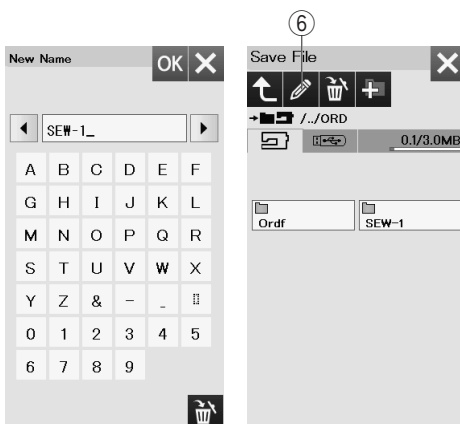 ⑥
New Name
OK
SEW-1_
A B C D E F
G H I J K L
M N O P Q R
S T U V W X
Y Z & - _
0 1 2 3 4 5
6 7 8 9
Save File
/../ORD
0.1/3.0MB
Ordf
SEW-1